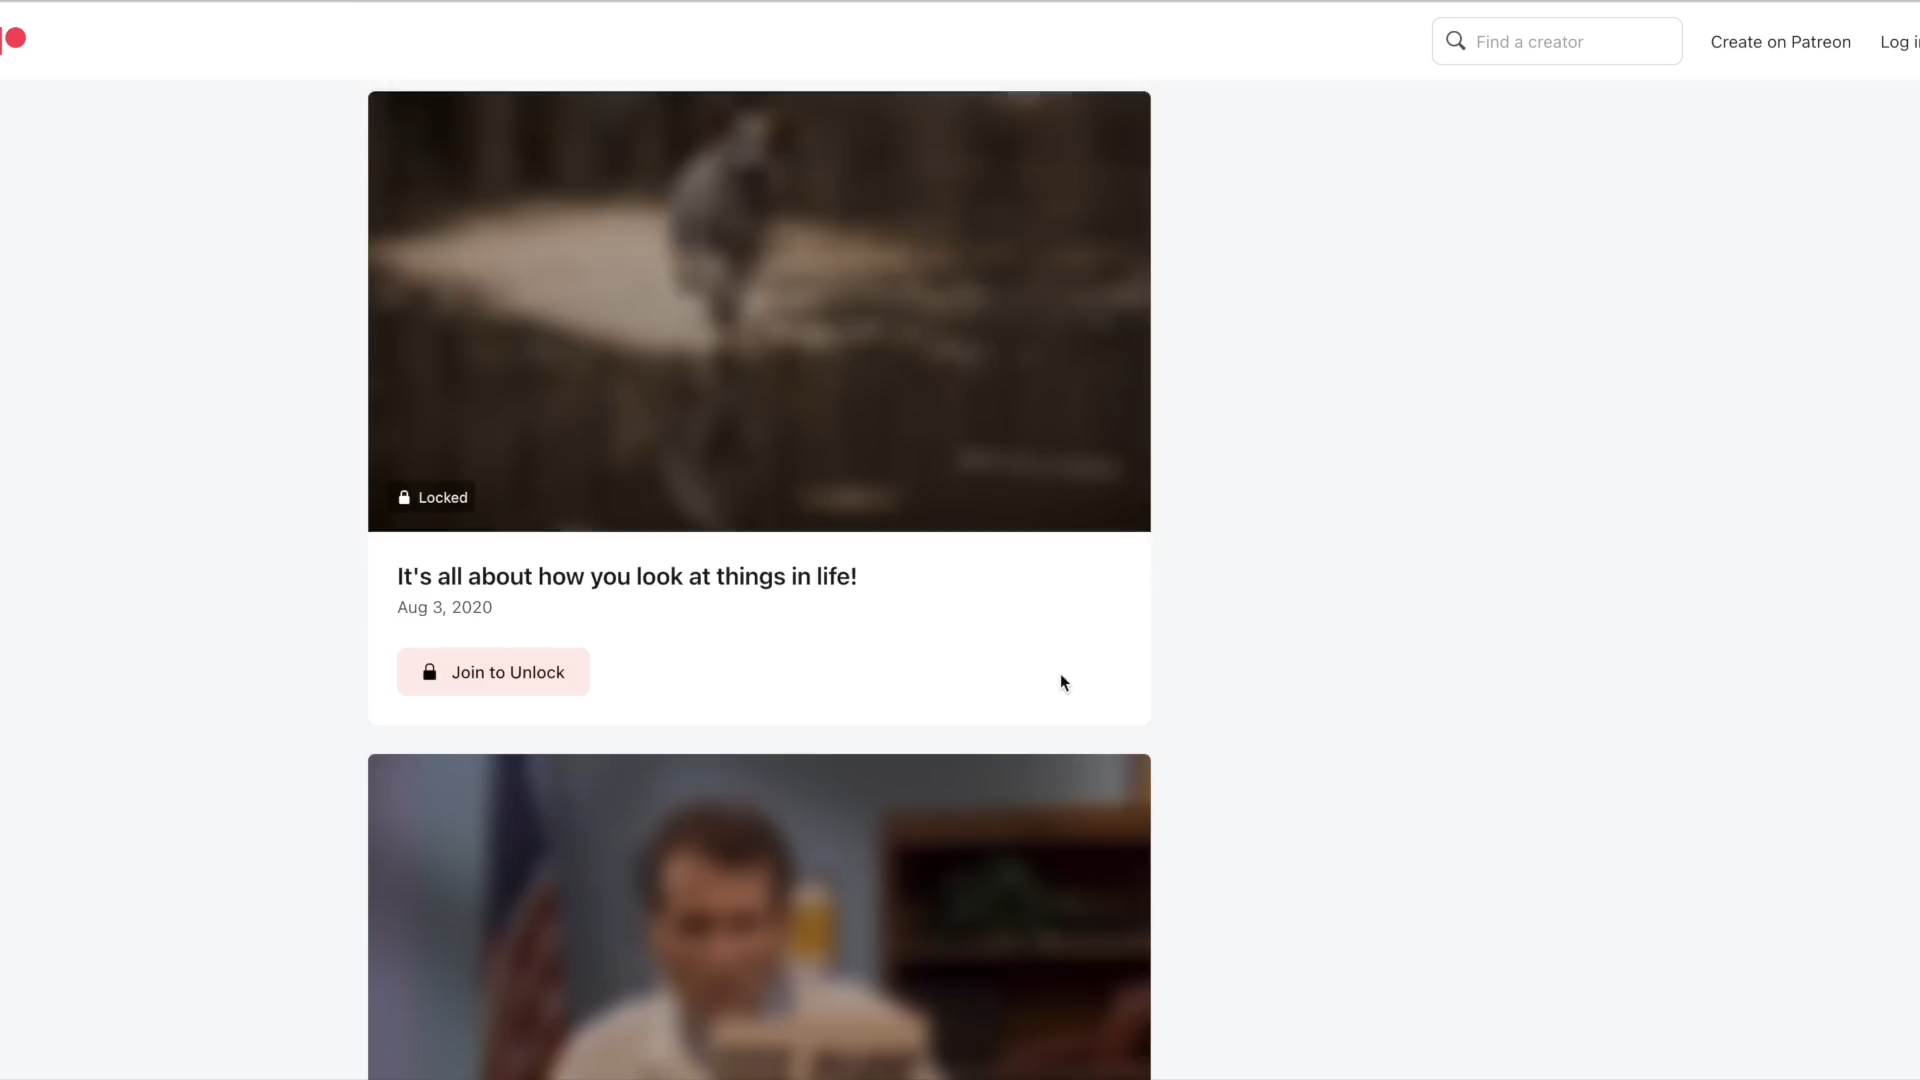 Find a creator
Create on Patreon
Log i
Locked
It's all about how you look at things in life!
Aug 3, 2020
Join to Unlock